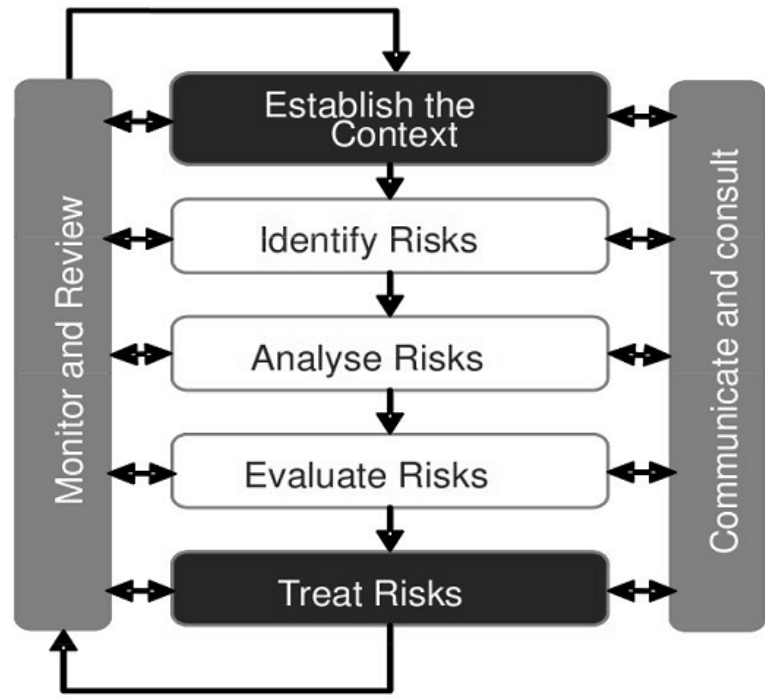 Establish the
Context
Identify Risks
Analyse Risks
Evaluate Risks
Treat Risks
Monitor and Review
Communicate and consult